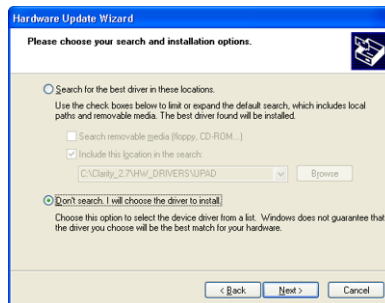 Hardware Update Wizard
Please choose your search and installation options.
Search for the best driver in these locations.
Use the check boxes below to limit or expand the default search, which includes local
paths and removable media. The best driver found will be installed.
Search removable media (floppy, CD-ROM...)
Include this location in the search:
C:\Clarity_2.7\HW_DRIVERS\UPAD
Browse
Don't search. I will choose the driver to install.
Choose this option to select the device driver from a list. Windows does not guarantee that
the driver you choose will be the best match for your hardware.
< Back Next > Cancel